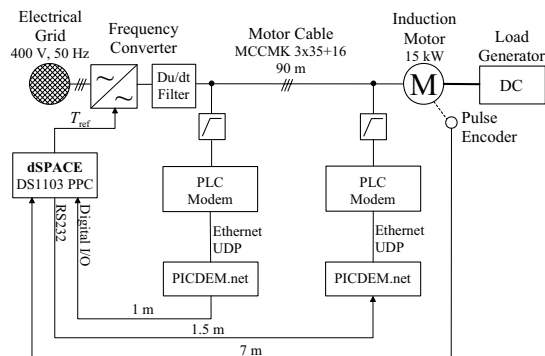 Electrical
Grid
400 V, 50 Hz
Frequency
Converter
Du/dt
Filter
Motor Cable
MCCMK 3x35+16
90 m
Induction
Motor
15 kW
M
Load
Generator
DC
Pulse
Encoder
Tref
dSPACE
DS1103 PPC
RS232
Digital I/O
PLC
Modem
Ethernet
UDP
PICDEM.net
PLC
Modem
Ethernet
UDP
PICDEM.net
1 m
1.5 m
7 m